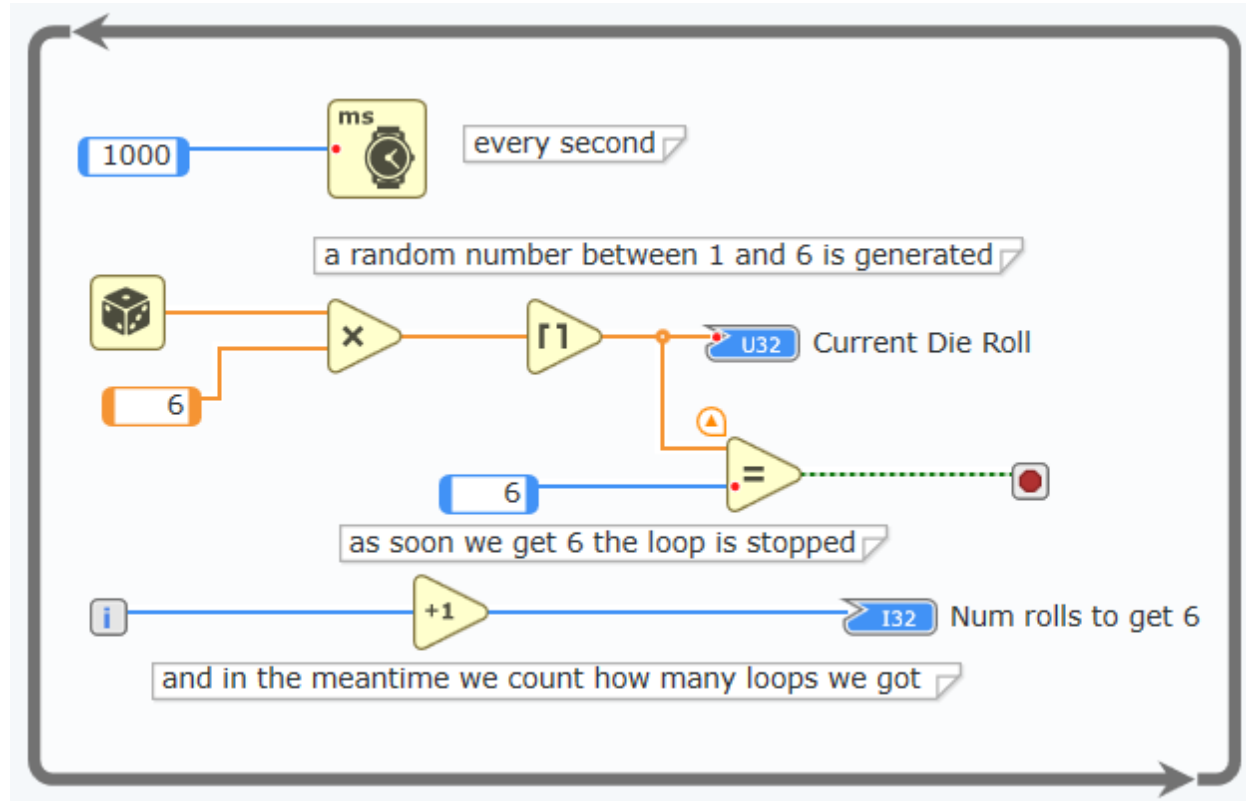 ms
1000
every second
a random number between 1 and 6 is generated
×
6
U32 Current Die Roll
=
6
as soon we get 6 the loop is stopped
i
+1
I32 Num rolls to get 6
and in the meantime we count how many loops we got